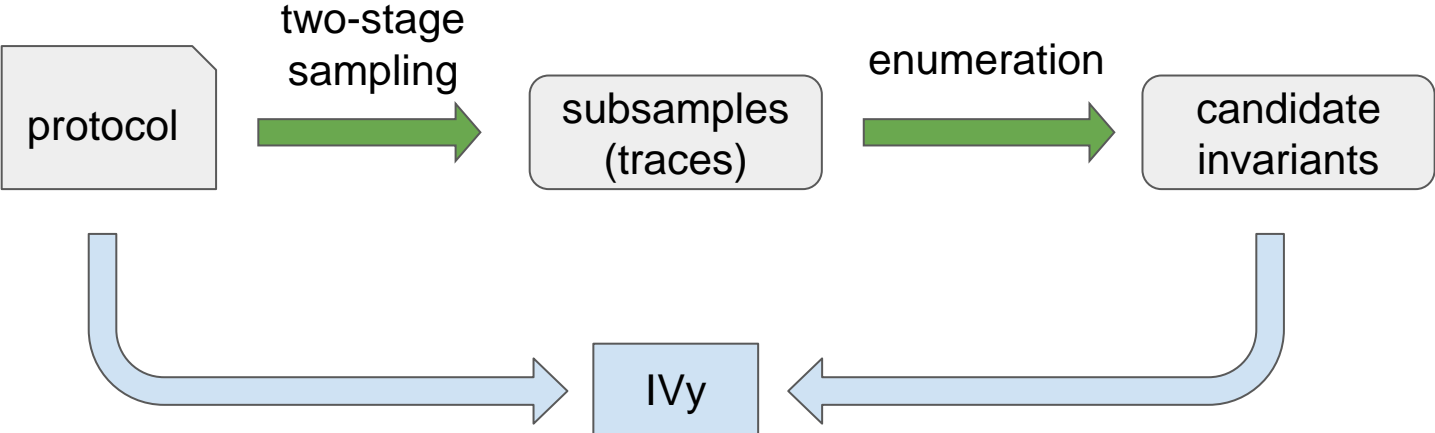 two-stage
sampling
enumeration
protocol
subsamples
(traces)
candidate
invariants
IVy